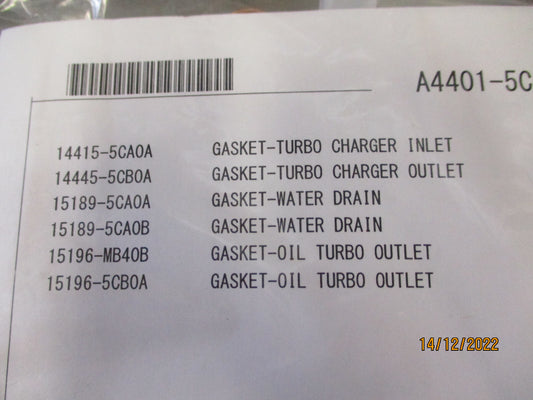 A4401-5C
14415-5CA0A GASKET-TURBO CHARGER INLET
14445-5CB0A GASKET-TURBO CHARGER OUTLET
15189-5CA0A GASKET-WATER DRAIN
15189-5CA0B GASKET-WATER DRAIN
15196-MB40B GASKET-OIL TURBO OUTLET
15196-5CB0A GASKET-OIL TURBO OUTLET
14/12/2022